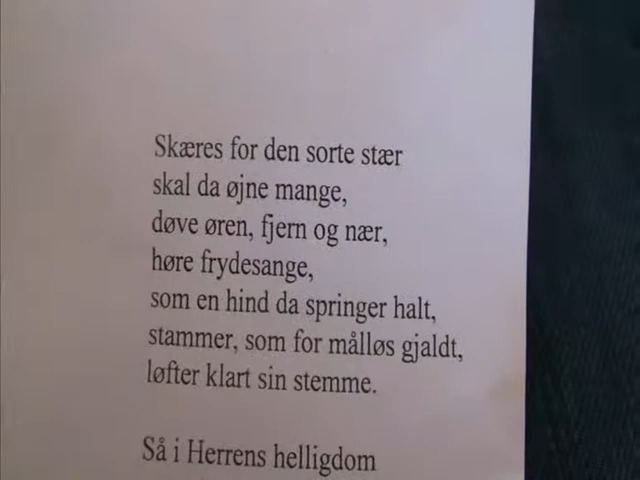 Skæres for den sorte stær
skal da øjne mange,
døve øren, fjern og nær,
høre frydesange,
som en hind da springer halt,
stammer, som for målløs gjaldt,
løfter klart sin stemme.
Så i Herrens helligdom